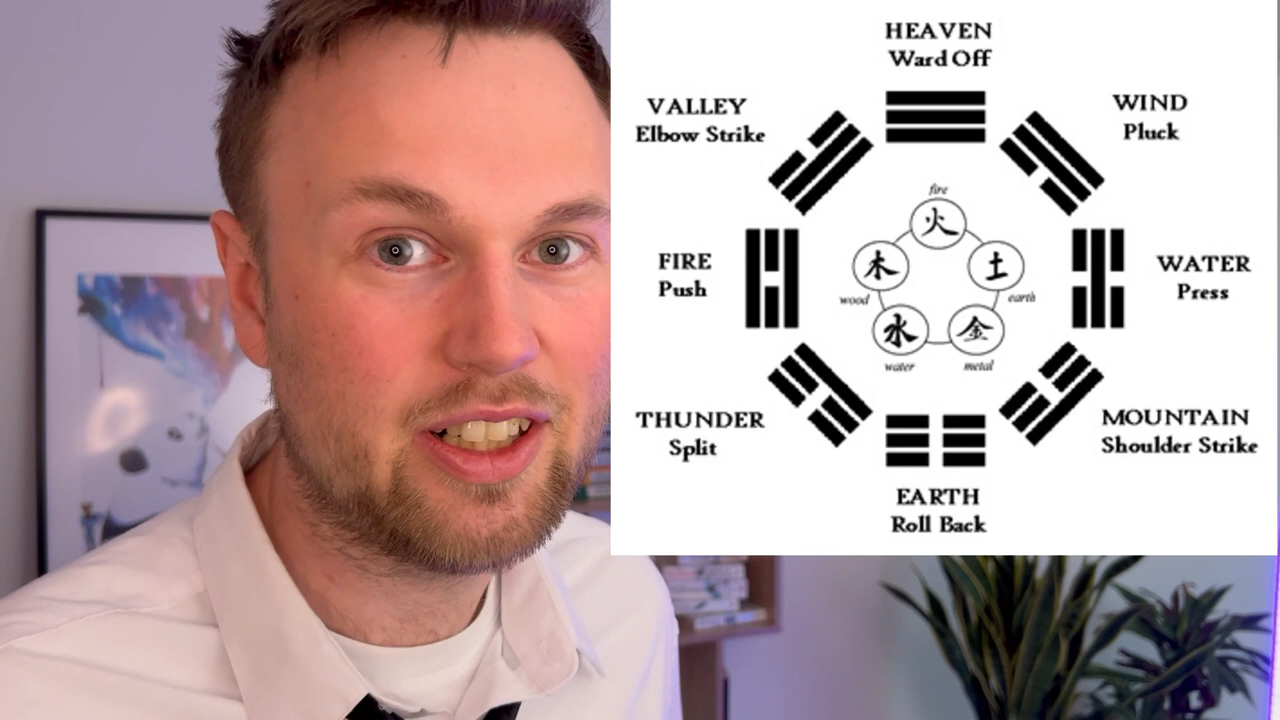 HEAVEN
Ward Off
VALLEY
Elbow Strike
WIND
Pluck
fire
火
木
土
wood
earth
水
金
water
metal
FIRE
Push
WATER
Press
THUNDER
Split
MOUNTAIN
Shoulder Strike
EARTH
Roll Back